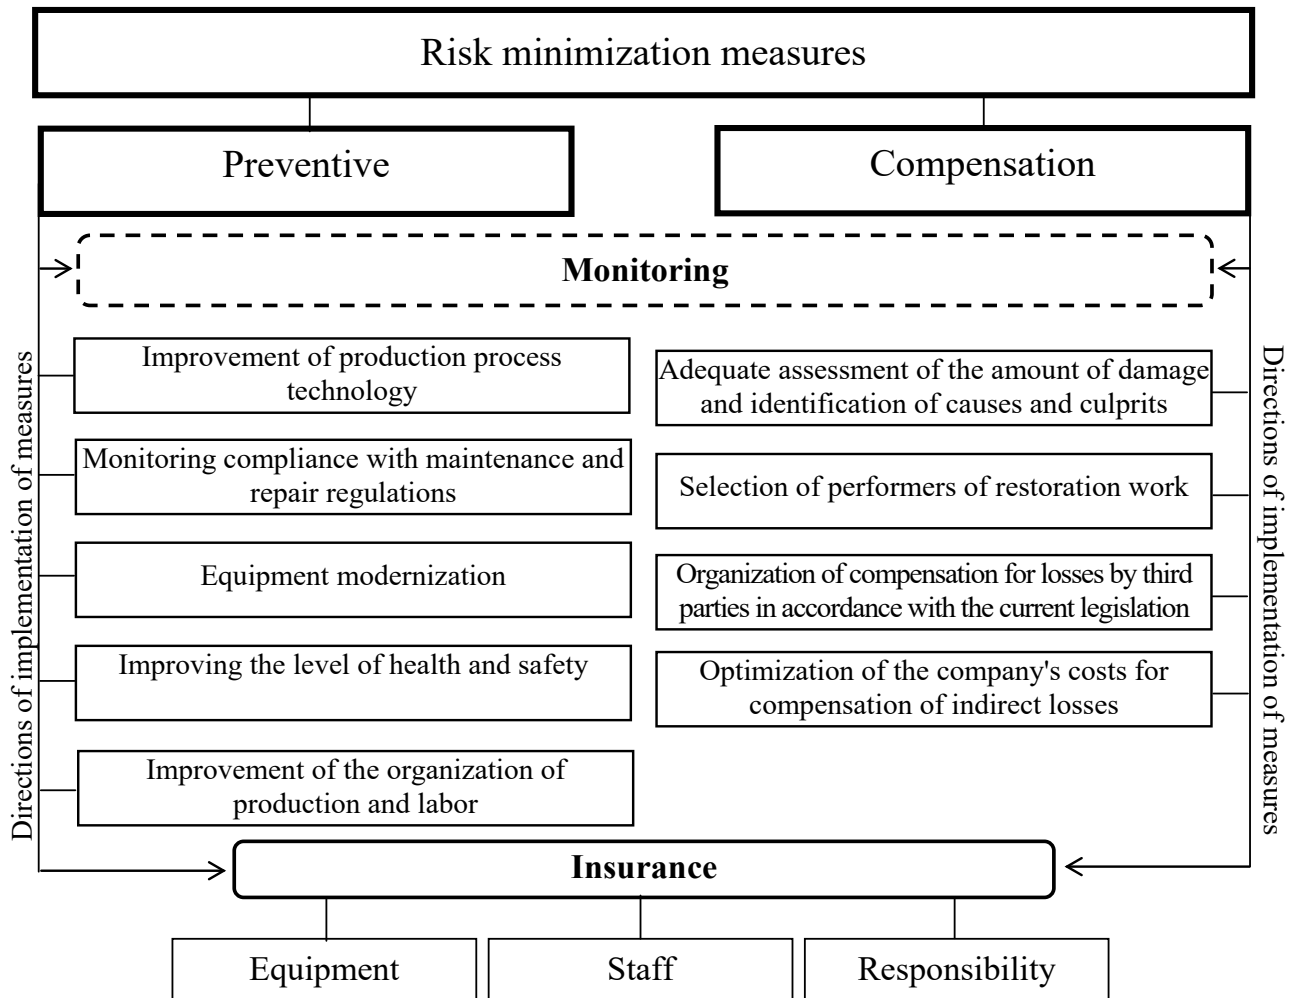 Risk minimization measures
Preventive
Compensation
Monitoring
Directions of implementation of measures
Improvement of production process
technology
Monitoring compliance with maintenance and
repair regulations
Equipment modernization
Improving the level of health and safety
Improvement of the organization of
production and labor
Adequate assessment of the amount of damage
and identification of causes and culprits
Selection of performers of restoration work
Organization of compensation for losses by third
parties in accordance with the current legislation
Optimization of the company's costs for
compensation of indirect losses
Directions of implementation of measures
Insurance
Equipment
Staff
Responsibility